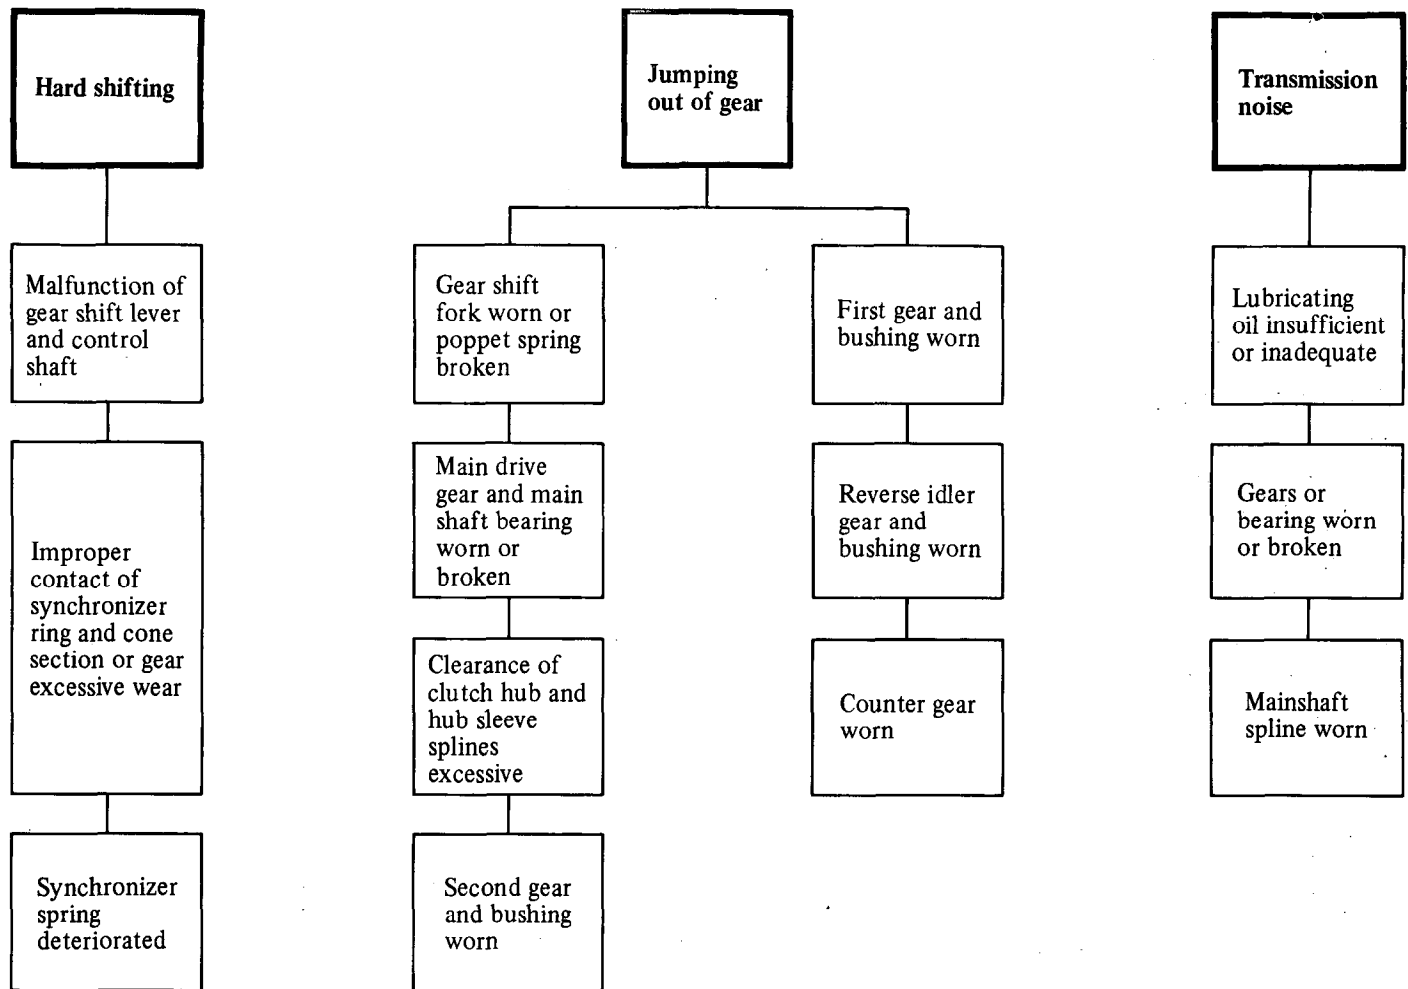 Hard shifting
Malfunction of
gear shift lever
and control
shaft
Improper
contact of
synchronizer
ring and cone
section or gear
excessive wear
Synchronizer
spring
deteriorated
Jumping
out of gear
Gear shift
fork worn or
poppet spring
broken
Main drive
gear and main
shaft bearing
worn or
broken
Clearance of
clutch hub and
hub sleeve
splines
excessive
Second gear
and bushing
worn
First gear and
bushing worn
Reverse idler
gear and
bushing worn
Counter gear
worn
Transmission
noise
Lubricating
oil insufficient
or inadequate
Gears or
bearing worn
or broken
Mainshaft
spline worn